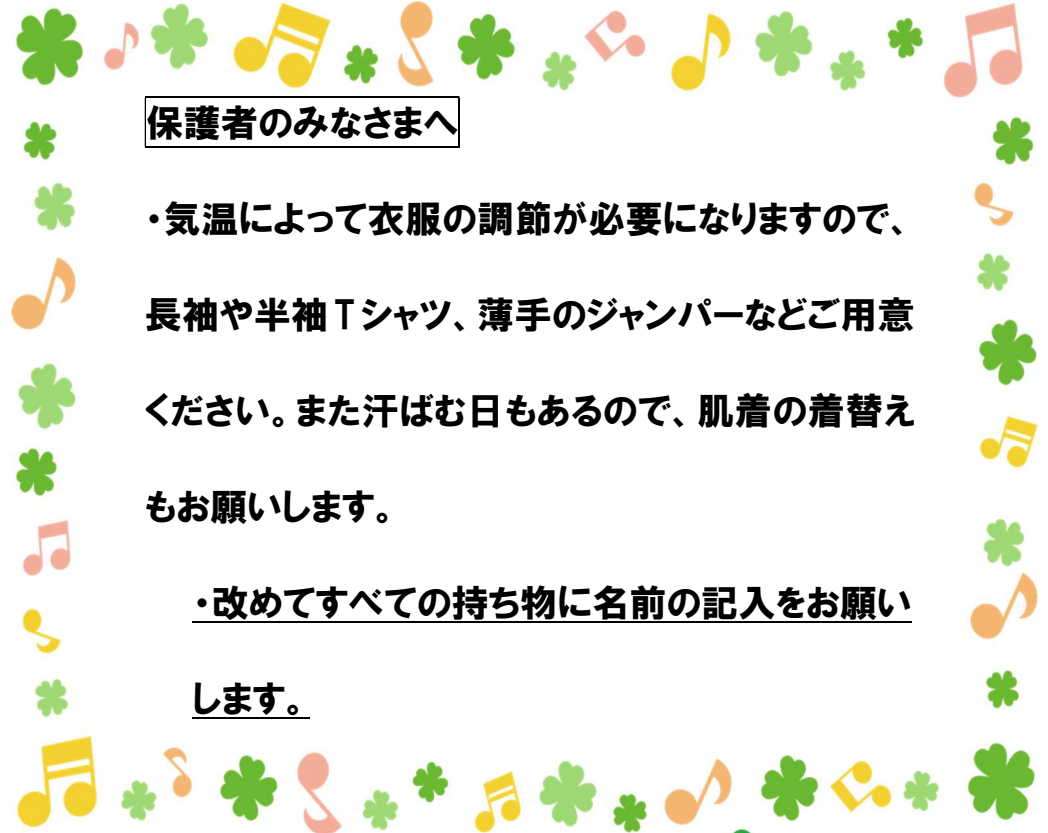 保護者のみなさまへ
・気温によって衣服の調節が必要になりますので、
長袖や半袖Tシャツ、薄手のジャンパーなどご用意
ください。また汗ばむ日もあるので、肌着の着替え
もお願いします。
・改めてすべての持ち物に名前の記入をお願い
します。